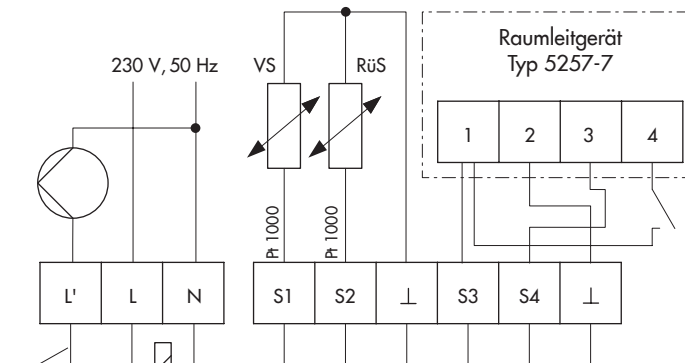 Raumleitgerät
Typ 5257-7
230 V, 50 Hz
VS
RüS
1 2 3 4
Pt 1000
Pt 1000
L' L N S1 S2 ⊥ S3 S4 ⊥